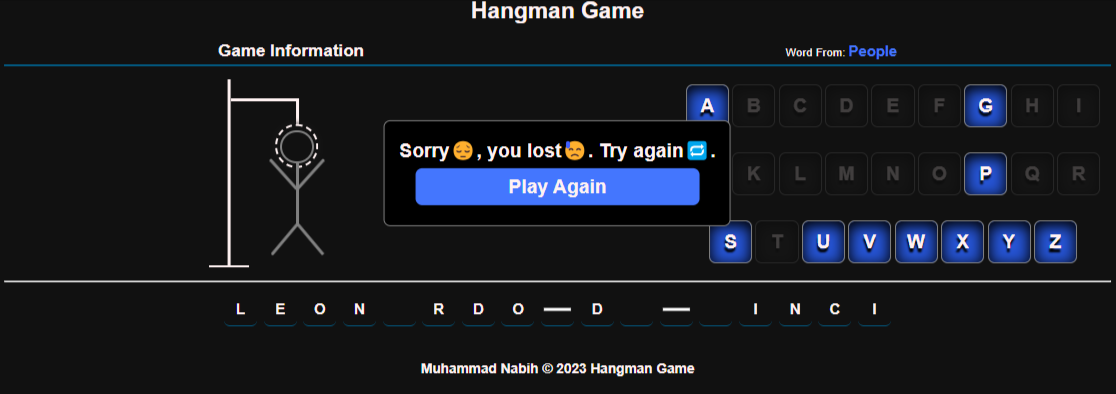 Hangman Game
Game Information
Word From: People
A B C D E F G H I
K L M N O P Q R
S T U V W X Y Z
Sorry😔, you lost😓. Try again🔁.
Play Again
L E O N R D O — D — I N C I
Muhammad Nabih © 2023 Hangman Game